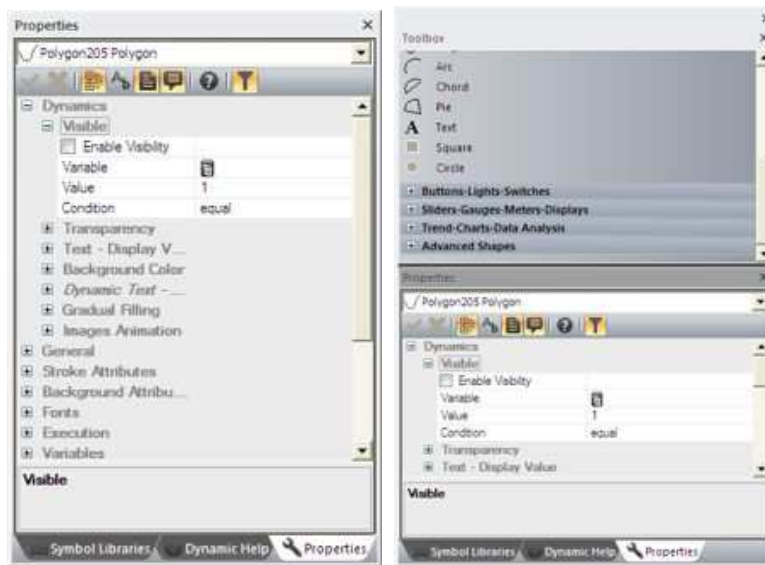 Properties
Polygon205 Polygon
Dynamics
Visible
Enable Visibility
Variable
Value 1
Condition equal
Transparency
Text - Display V...
Background Color
Dynamic Text - ...
Gradual Filling
Images Animation
General
Stroke Attributes
Background Attribu...
Fonts
Execution
Variables
Visible
Symbol Libraries Dynamic Help Properties
Toolbox
Arc
Chord
Pie
A Text
Square
Circle
Buttons-Lights-Switches
Sliders-Gauges-Meters-Displays
Trend-Charts-Data Analysis
Advanced Shapes
Properties
Polygon205 Polygon
Dynamics
Visible
Enable Visibility
Variable
Value 1
Condition equal
Transparency
Text - Display Value
Visible
Symbol Libraries Dynamic Help Properties